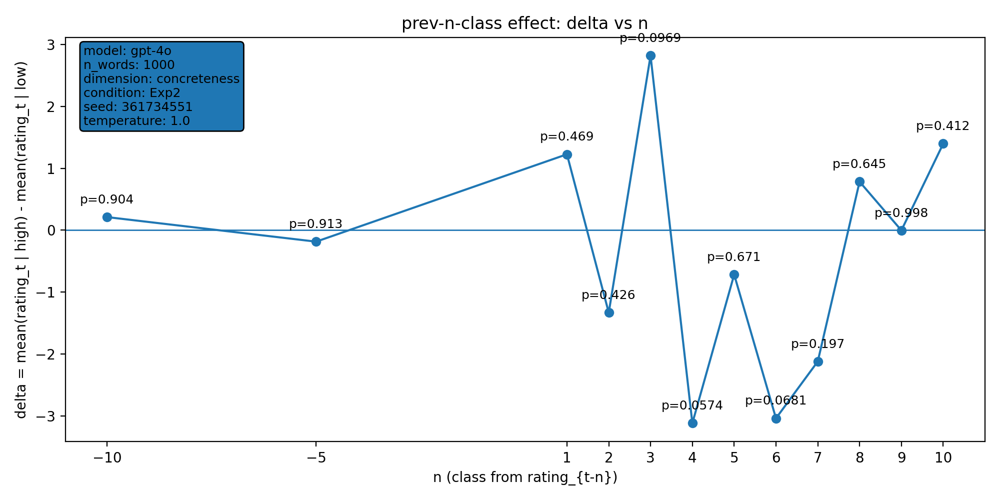 prev-n-class effect: delta vs n
model: gpt-4o
n_words: 1000
dimension: concreteness
condition: Exp2
seed: 361734551
temperature: 1.0
delta = mean(rating_t | high) - mean(rating_t | low)
3
2
1
0
−1
−2
−3
p=0.904
p=0.913
p=0.469
p=0.426
p=0.0969
p=0.0574
p=0.671
p=0.0681
p=0.197
p=0.645
p=0.998
p=0.412
−10 −5 1 2 3 4 5 6 7 8 9 10
n (class from rating_{t-n})